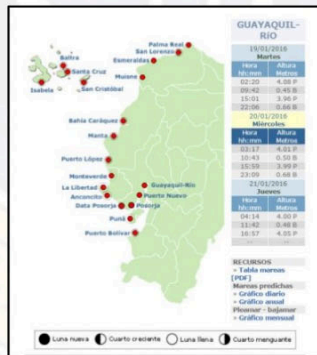 Palma Real
San Lorenzo
Esmeraldas
Muisne
Baltra
Santa Cruz
Isabela
San Cristóbal
Bahía Caráquez
Manta
Puerto López
Monteverde
La Libertad
Anconcito
Data Posorja
Guayaquil-Río
Puerto Nuevo
Posorja
Puná
Puerto Bolívar
GUAYAQUIL-
RÍO
19/01/2016
Martes
Hora Altura
hh:mm Metros
02:20 4.08 P
09:42 0.45 B
15:01 3.96 P
22:06 0.66 B
20/01/2016
Miércoles
Hora Altura
hh:mm Metros
03:17 4.01 P
10:43 0.50 B
15:59 3.99 P
23:09 0.66 B
21/01/2016
Jueves
Hora Altura
hh:mm Metros
04:14 4.00 P
11:42 0.48 B
16:57 4.05 P
RECURSOS
» Tabla mareas
[PDF]
Mareas predichas
» Gráfico diario
» Gráfico anual
Pleamar - bajamar
» Gráfico mensual
Luna nueva Cuarto creciente Luna llena Cuarto menguante